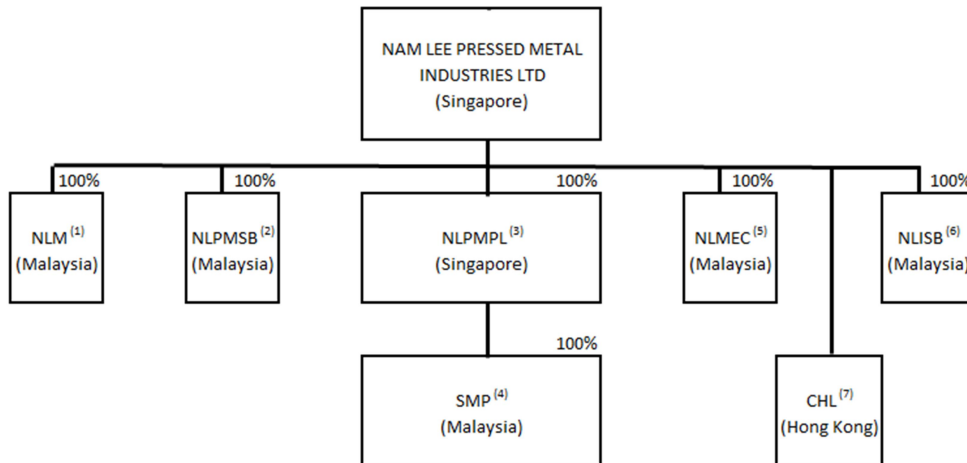 NAM LEE PRESSED METAL
INDUSTRIES LTD
(Singapore)
100%
100%
100%
100%
100%
NLM (1)
(Malaysia)
NLPMSB (2)
(Malaysia)
NLPMPL (3)
(Singapore)
NLMEC (5)
(Malaysia)
NLISB (6)
(Malaysia)
100%
SMP (4)
(Malaysia)
CHL (7)
(Hong Kong)